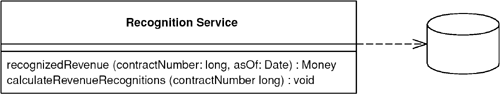 Recognition Service
recognizedRevenue (contractNumber: long, asOf: Date) : Money
calculateRevenueRecognitions (contractNumber long) : void